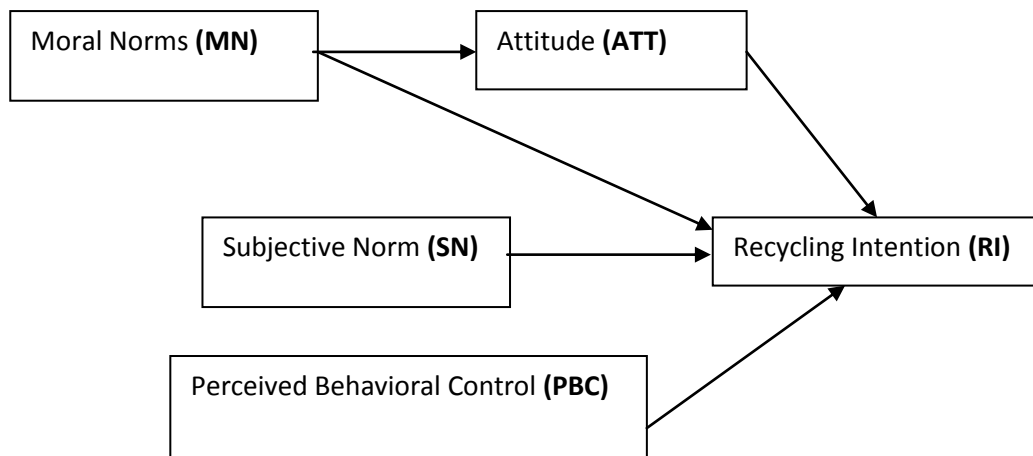 Moral Norms (MN)
Attitude (ATT)
Subjective Norm (SN)
Recycling Intention (RI)
Perceived Behavioral Control (PBC)